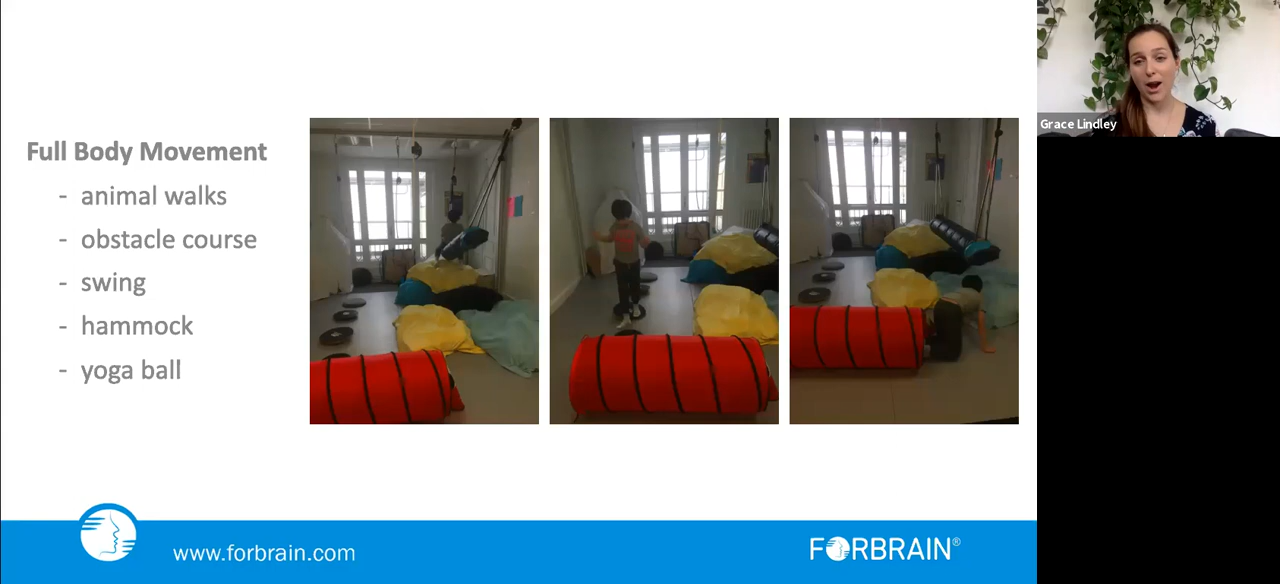 Full Body Movement
- animal walks
- obstacle course
- swing
- hammock
- yoga ball
Grace Lindley
www.forbrain.com
FORBRAIN®